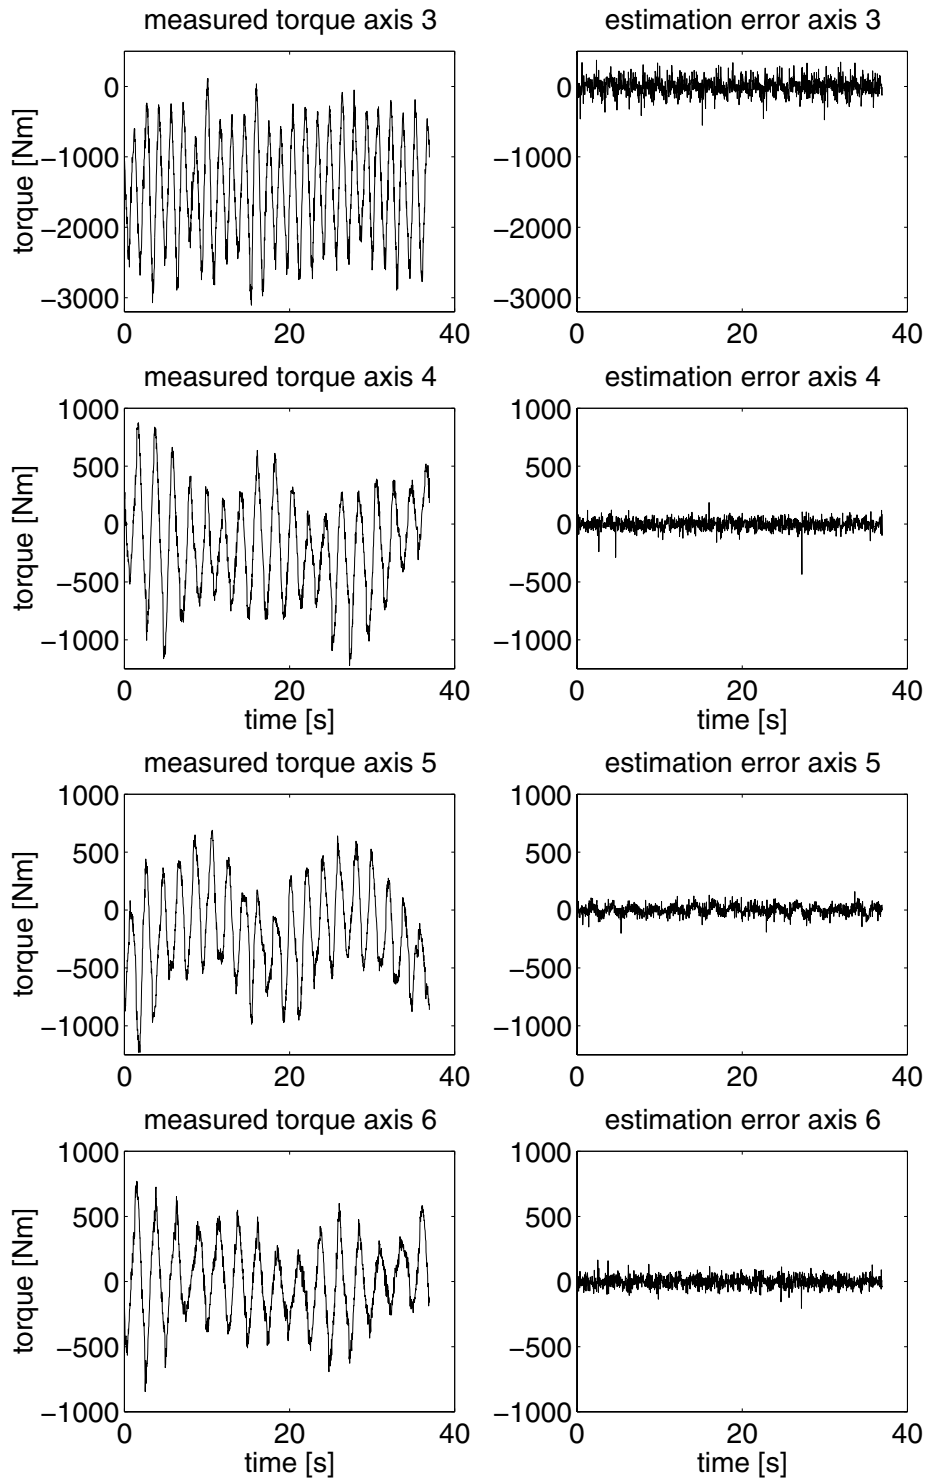 measured torque axis 3
estimation error axis 3
torque [Nm]
0
−1000
−2000
−3000
0 20 40
0
−1000
−2000
−3000
0 20 40
measured torque axis 4
estimation error axis 4
torque [Nm]
1000
500
0
−500
−1000
0 20 40
time [s]
1000
500
0
−500
−1000
0 20 40
time [s]
measured torque axis 5
estimation error axis 5
torque [Nm]
1000
500
0
−500
−1000
0 20 40
1000
500
0
−500
−1000
0 20 40
measured torque axis 6
estimation error axis 6
torque [Nm]
1000
500
0
−500
−1000
0 20 40
time [s]
1000
500
0
−500
−1000
0 20 40
time [s]